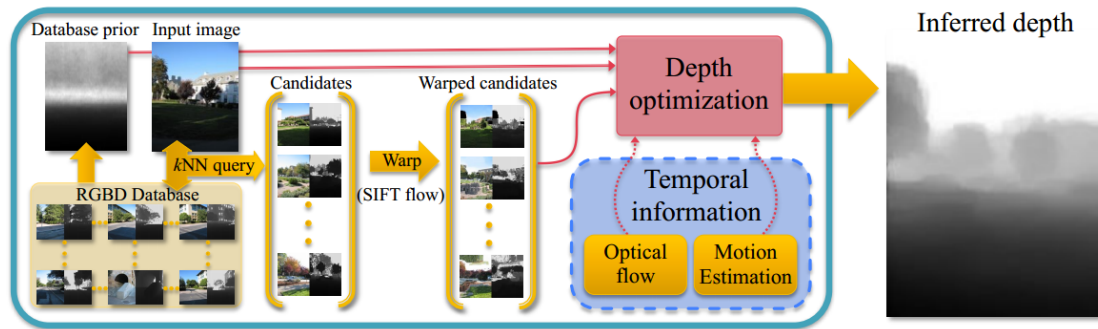 Database prior
Input image
Inferred depth
Candidates
Warped candidates
Depth
optimization
kNN query
Warp
(SIFT flow)
RGBD Database
Temporal
information
Optical
flow
Motion
Estimation